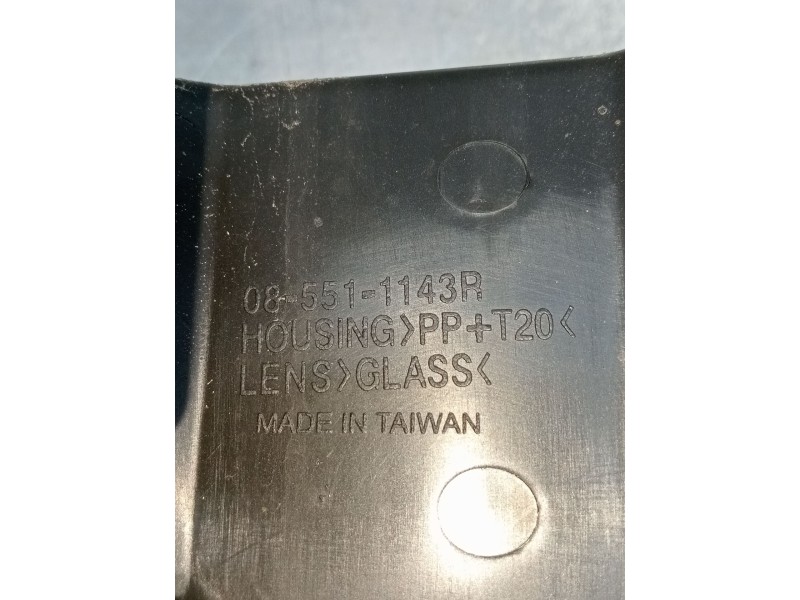 08-551-1143R
HOUSING>PP+T20<
LENS>GLASS<
MADE IN TAIWAN